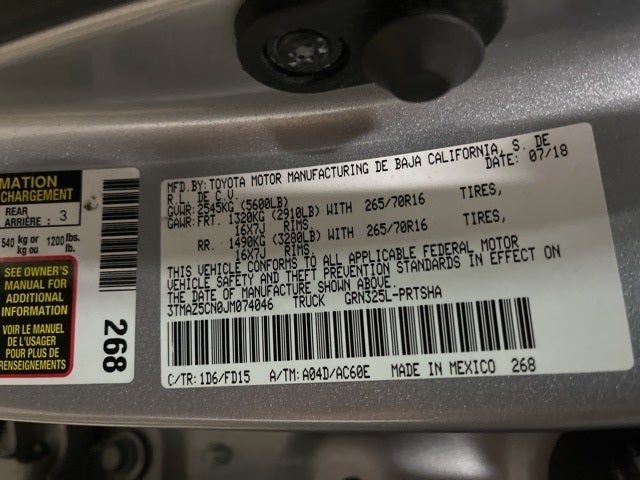 MATION
CHARGEMENT
REAR
ARRIÈRE : 3
540 kg or 1200 lbs.
kg ou lb.
SEE OWNER'S
MANUAL FOR
ADDITIONAL
INFORMATION
VOIR LE MANUEL
DE L'USAGER
POUR PLUS DE
RENSEIGNEMENTS
268
MFD. BY: TOYOTA MOTOR MANUFACTURING DE BAJA CALIFORNIA, S. DE
R.L. DE C.V. DATE: 07/18
GVWR: 2545KG (5600LB)
GAWR: FRT. 1320KG (2910LB) WITH 265/70R16 TIRES,
16X7J RIMS
RR. 1490KG (3290LB) WITH 265/70R16 TIRES,
16X7J RIMS
THIS VEHICLE CONFORMS TO ALL APPLICABLE FEDERAL MOTOR
VEHICLE SAFETY AND THEFT PREVENTION STANDARDS IN EFFECT ON
THE DATE OF MANUFACTURE SHOWN ABOVE.
3TMAZ5CN0JM074046 TRUCK GRN325L-PRTSHA
C/TR: 1D6/FD15 A/TM: A04D/AC60E MADE IN MEXICO 268